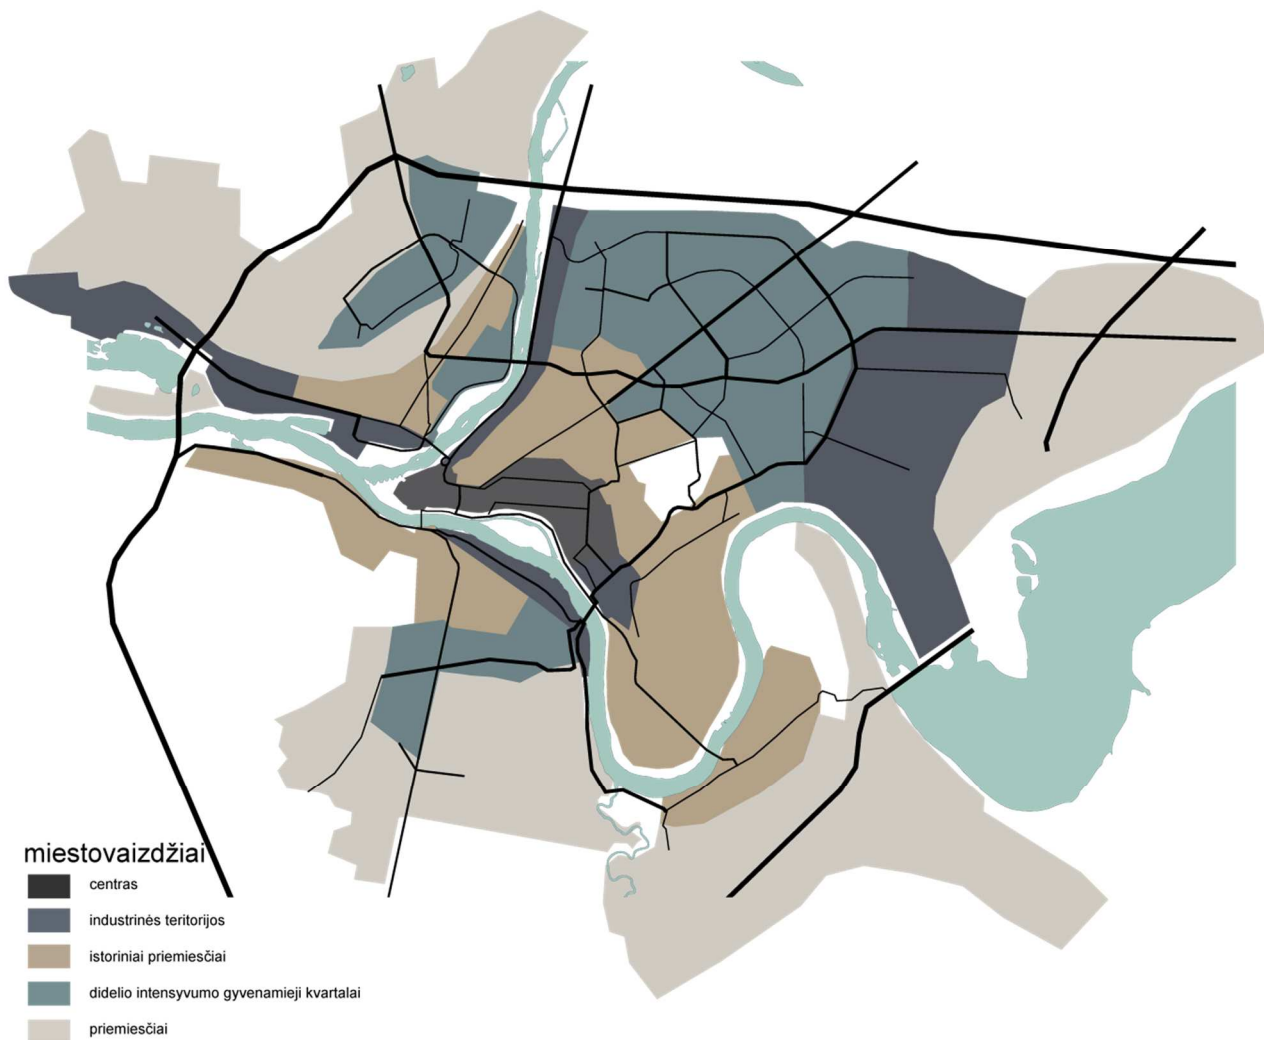 miestovaizdžiai
centras
industrinės teritorijos
istoriniai priemiesčiai
didelio intensyvumo gyvenamieji kvartalai
priemiesčiai